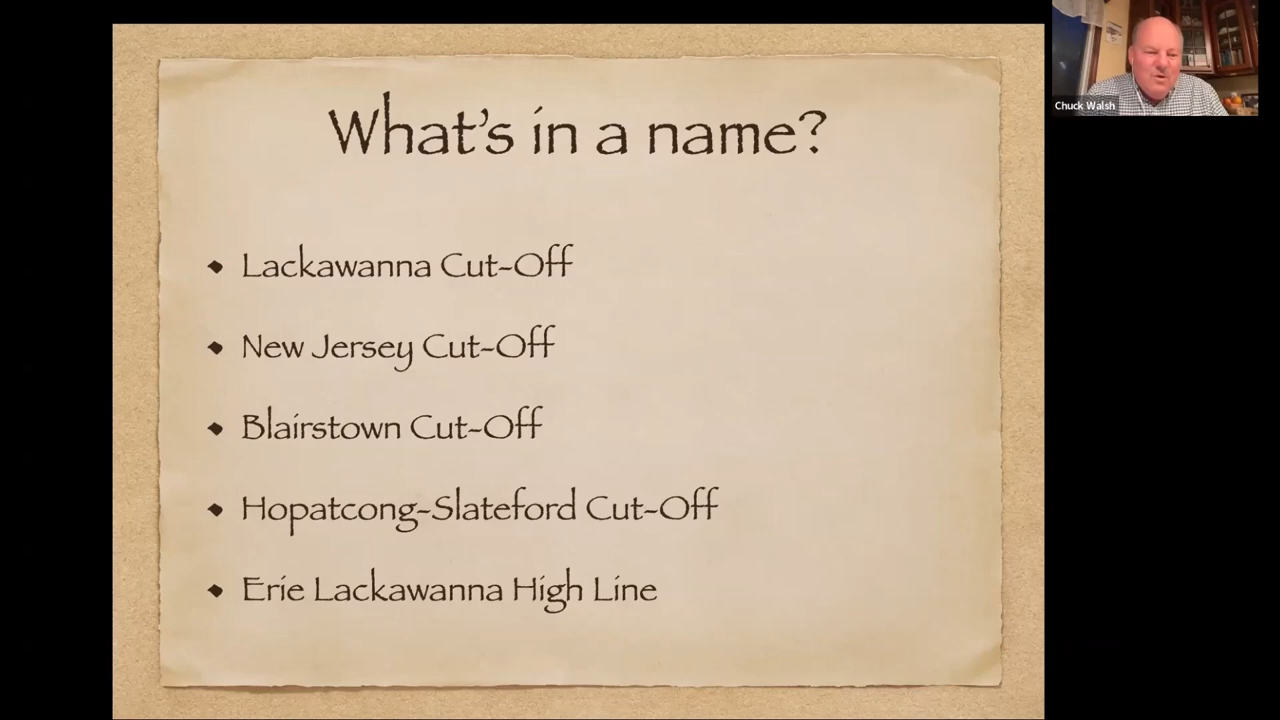 What's in a name?
Lackawanna Cut-Off
New Jersey Cut-Off
Blairstown Cut-Off
Hopatcong-Slateford Cut-Off
Erie Lackawanna High Line
Chuck Walsh